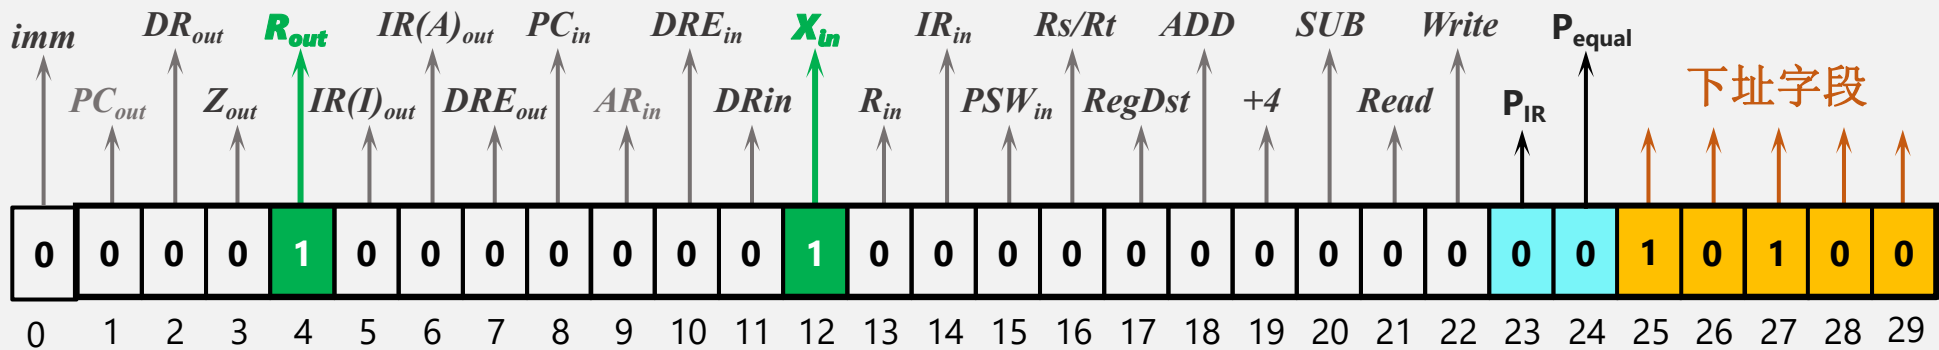 imm DRout Rout IR(A)out PCin DREin Xin IRin Rs/Rt ADD SUB Write Pequal
PCout Zout IR(I)out DREout ARin DRin Rin PSWin RegDst +4 Read PIR 下址字段
0 0 0 0 1 0 0 0 0 0 0 0 1 0 0 0 0 0 0 0 0 0 0 0 0 1 0 1 0 0
0 1 2 3 4 5 6 7 8 9 10 11 12 13 14 15 16 17 18 19 20 21 22 23 24 25 26 27 28 29